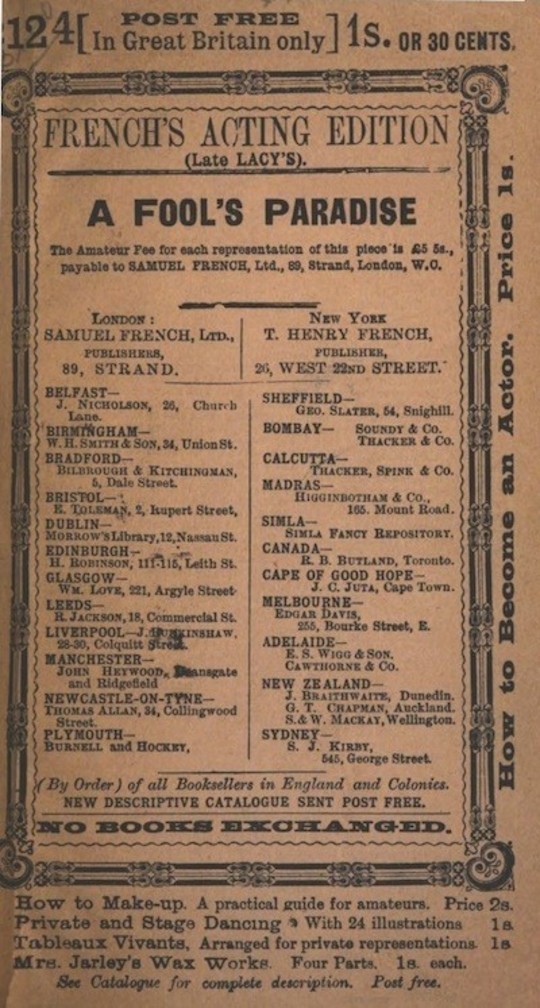 124 [POST FREE In Great Britain only] 1s. OR 30 CENTS.
FRENCH'S ACTING EDITION
(Late LACY'S).
A FOOL'S PARADISE
The Amateur Fee for each representation of this piece is £5 5s.,
payable to SAMUEL FRENCH, Ltd., 89, Strand, London, W.C.
LONDON:
SAMUEL FRENCH, LTD.,
PUBLISHERS,
89, STRAND.
NEW YORK
T. HENRY FRENCH,
PUBLISHER,
26, WEST 22ND STREET.
BELFAST—
J. NICHOLSON, 26, Church
Lane.
BIRMINGHAM—
W. H. SMITH & SON, 34, Union St.
BRADFORD—
BILBROUGH & KITCHINGMAN,
5, Dale Street.
BRISTOL—
E. TOLEMAN, 2, Rupert Street,
DUBLIN—
MORROW'S Library, 12, Nassau St.
EDINBURGH—
H. ROBINSON, 111-115, Leith St.
GLASGOW—
WM. LOVE, 221, Argyle Street
LEEDS—
R. JACKSON, 18, Commercial St.
LIVERPOOL—J.
28-30, Colquitt Street.
MANCHESTER—
JOHN HEYWOOD, Deansgate
and Ridgefield
NEWCASTLE-ON-TYNE—
THOMAS ALLAN, 34, Collingwood
Street.
PLYMOUTH—
BURNELL and HOCKEY,
SHEFFIELD—
GEO. SLATER, 54, Snighill.
BOMBAY— SOUNDY & Co.
THACKER & Co.
CALCUTTA—
THACKER, SPINK & Co.
MADRAS—
HIGGINBOTHAM & Co.,
165. Mount Road.
SIMLA—
SIMLA FANCY REPOSITORY.
CANADA—
R. B. BUTLAND, Toronto.
CAPE OF GOOD HOPE—
J. C. JUTA, Cape Town.
MELBOURNE—
EDGAR DAVIS,
255, Bourke Street, E.
ADELAIDE—
E. S. WIGG & SON.
CAWTHORNE & Co.
NEW ZEALAND—
J. BRAITHWAITE, Dunedin.
G. T. CHAPMAN, Auckland.
S. & W. MACKAY, Wellington.
SYDNEY—
S. J. KIRBY,
545, George Street.
(By Order) of all Booksellers in England and Colonies.
NEW DESCRIPTIVE CATALOGUE SENT POST FREE.
NO BOOKS EXCHANGED.
How to Become an Actor. Price 1s.
How to Make-up. A practical guide for amateurs. Price 2s.
Private and Stage Dancing With 24 illustrations 1s
Tableaux Vivants, Arranged for private representations. 1s
Mrs. Jarley's Wax Works. Four Parts, 1s. each.
See Catalogue for complete description. Post free.